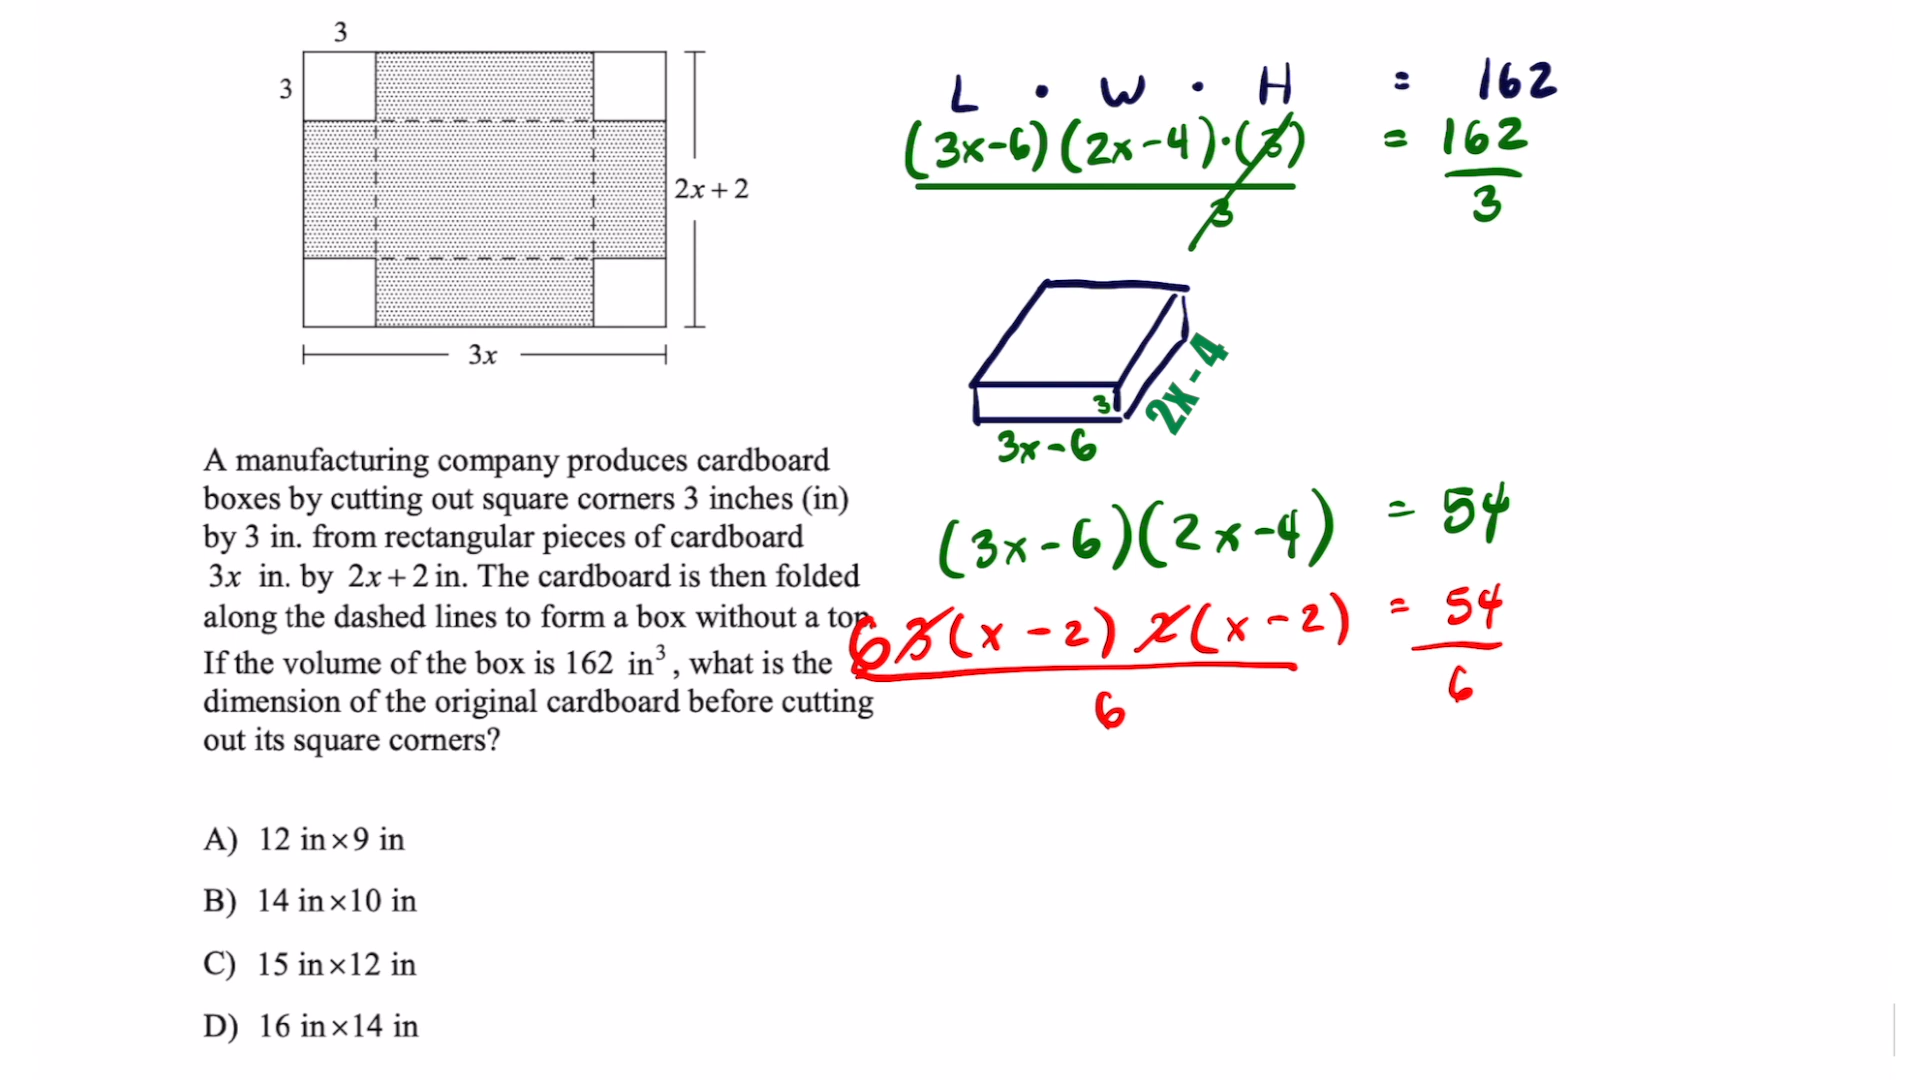 3
3
2x + 2
3x
A manufacturing company produces cardboard
boxes by cutting out square corners 3 inches (in)
by 3 in. from rectangular pieces of cardboard
3x in. by 2x + 2 in. The cardboard is then folded
along the dashed lines to form a box without a top.
If the volume of the box is 162 in³, what is the
dimension of the original cardboard before cutting
out its square corners?
A) 12 in × 9 in
B) 14 in × 10 in
C) 15 in × 12 in
D) 16 in × 14 in
L · W · H = 162
(3x-6)(2x-4)·(3) = 162
3 3
3
2x-4
3x-6
(3x-6)(2x-4) = 54
6 3(x-2) 2(x-2) = 54
6 6